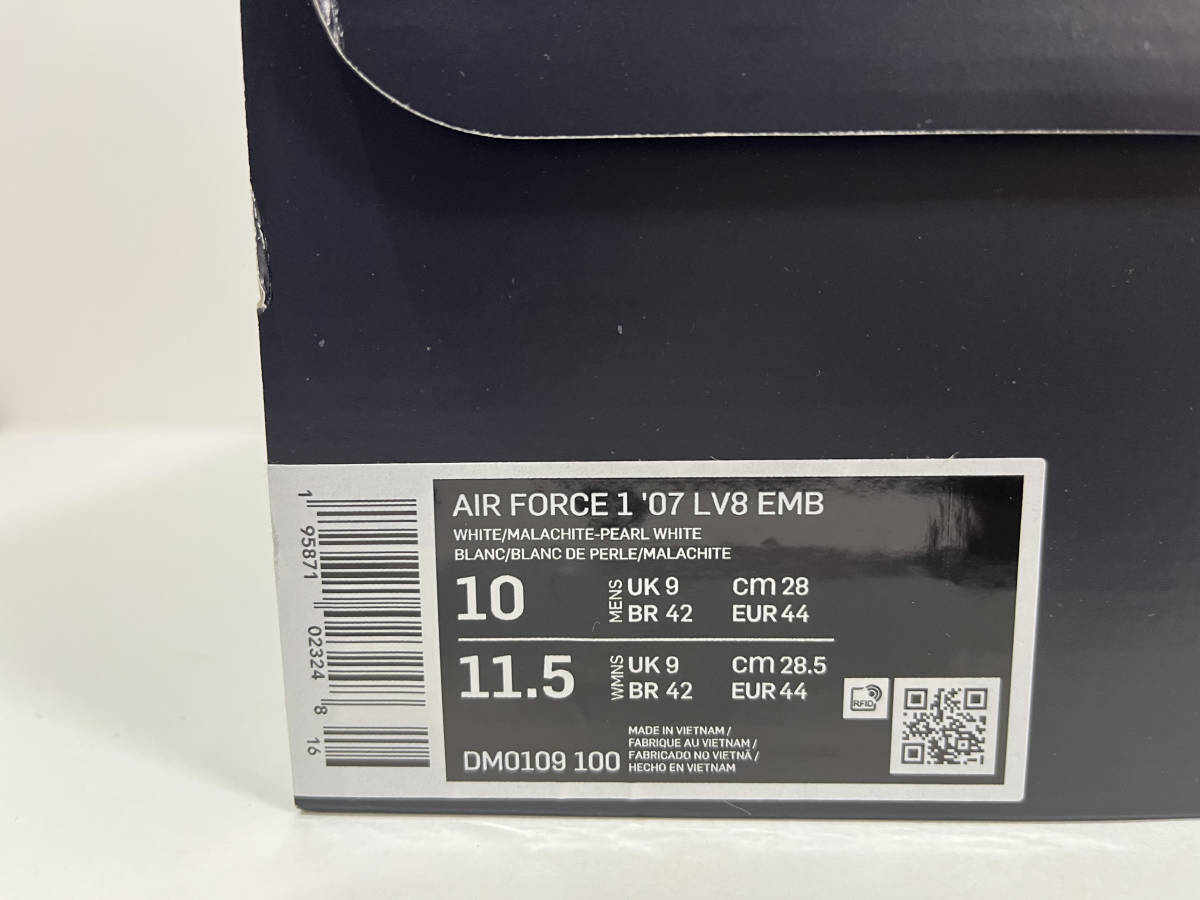 AIR FORCE 1 '07 LV8 EMB
WHITE/MALACHITE-PEARL WHITE
BLANC/BLANC DE PERLE/MALACHITE
10 MENS UK 9 cm 28
BR 42 EUR 44
11.5 WMNS UK 9 cm 28.5
BR 42 EUR 44
RFID
DM0109 100
MADE IN VIETNAM /
FABRIQUE AU VIETNAM /
FABRICADO NO VIETNÃ /
HECHO EN VIETNAM
1 95871 02324 8 16